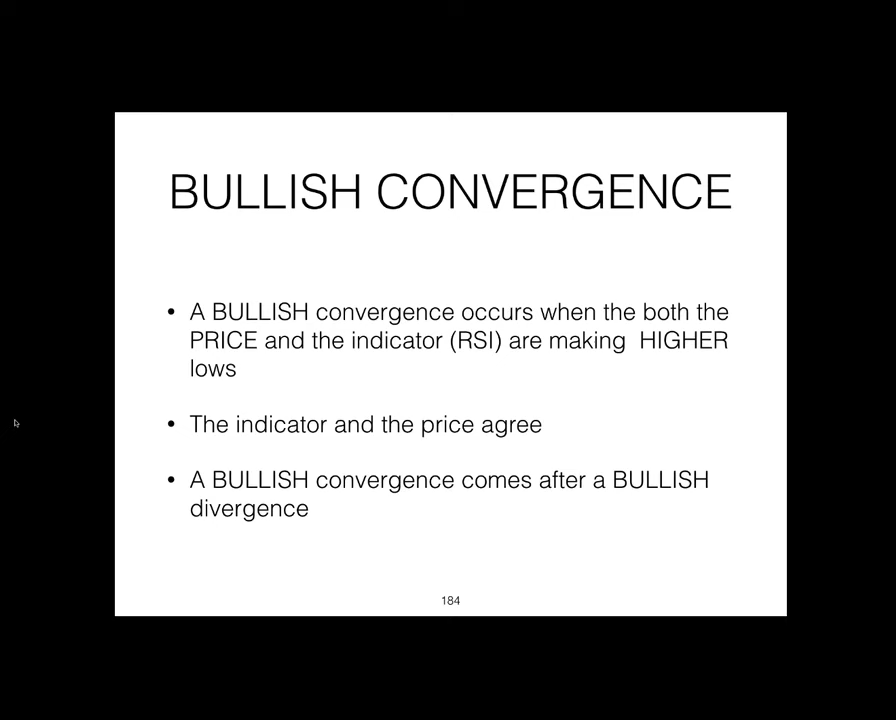 BULLISH CONVERGENCE
• A BULLISH convergence occurs when the both the
PRICE and the indicator (RSI) are making  HIGHER
lows
• The indicator and the price agree
• A BULLISH convergence comes after a BULLISH
divergence
184